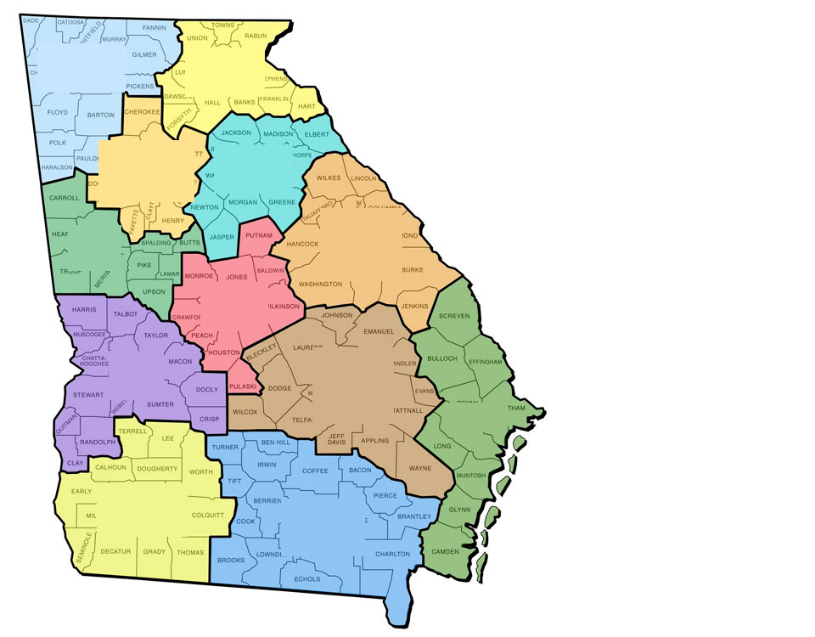 DADE
CATOOSA
FANNIN
TOWNS
UNION
RABUN
MURRAY
GILMER
PICKENS
HALL
BANKS
FRANKLIN
HART
FLOYD
BARTOW
CHEROKEE
FORSYTH
JACKSON
MADISON
ELBERT
POLK
HARALSON
WILKES
LINCOLN
CARROLL
NEWTON
MORGAN
GREENE
HENRY
JASPER
PUTNAM
HANCOCK
SPALDING
BUTTS
PIKE
LAMAR
UPSON
MONROE
JONES
BALDWIN
WASHINGTON
BURKE
JENKINS
SCREVEN
HARRIS
TALBOT
TAYLOR
MUSCOGEE
CHATTA-
HOOCHEE
MACON
PEACH
HOUSTON
BLECKLEY
JOHNSON
EMANUEL
BULLOCH
EFFINGHAM
STEWART
SUMTER
DOOLY
PULASKI
DODGE
EVANS
QUITMAN
RANDOLPH
CRISP
WILCOX
CLAY
TERRELL
LEE
TURNER
BEN HILL
JEFF
DAVIS
APPLING
LONG
CALHOUN
DOUGHERTY
WORTH
TIFT
IRWIN
COFFEE
BACON
WAYNE
MCINTOSH
EARLY
COLQUITT
COOK
PIERCE
BRANTLEY
GLYNN
SEMINOLE
DECATUR
GRADY
THOMAS
BROOKS
ECHOLS
CHARLTON
CAMDEN